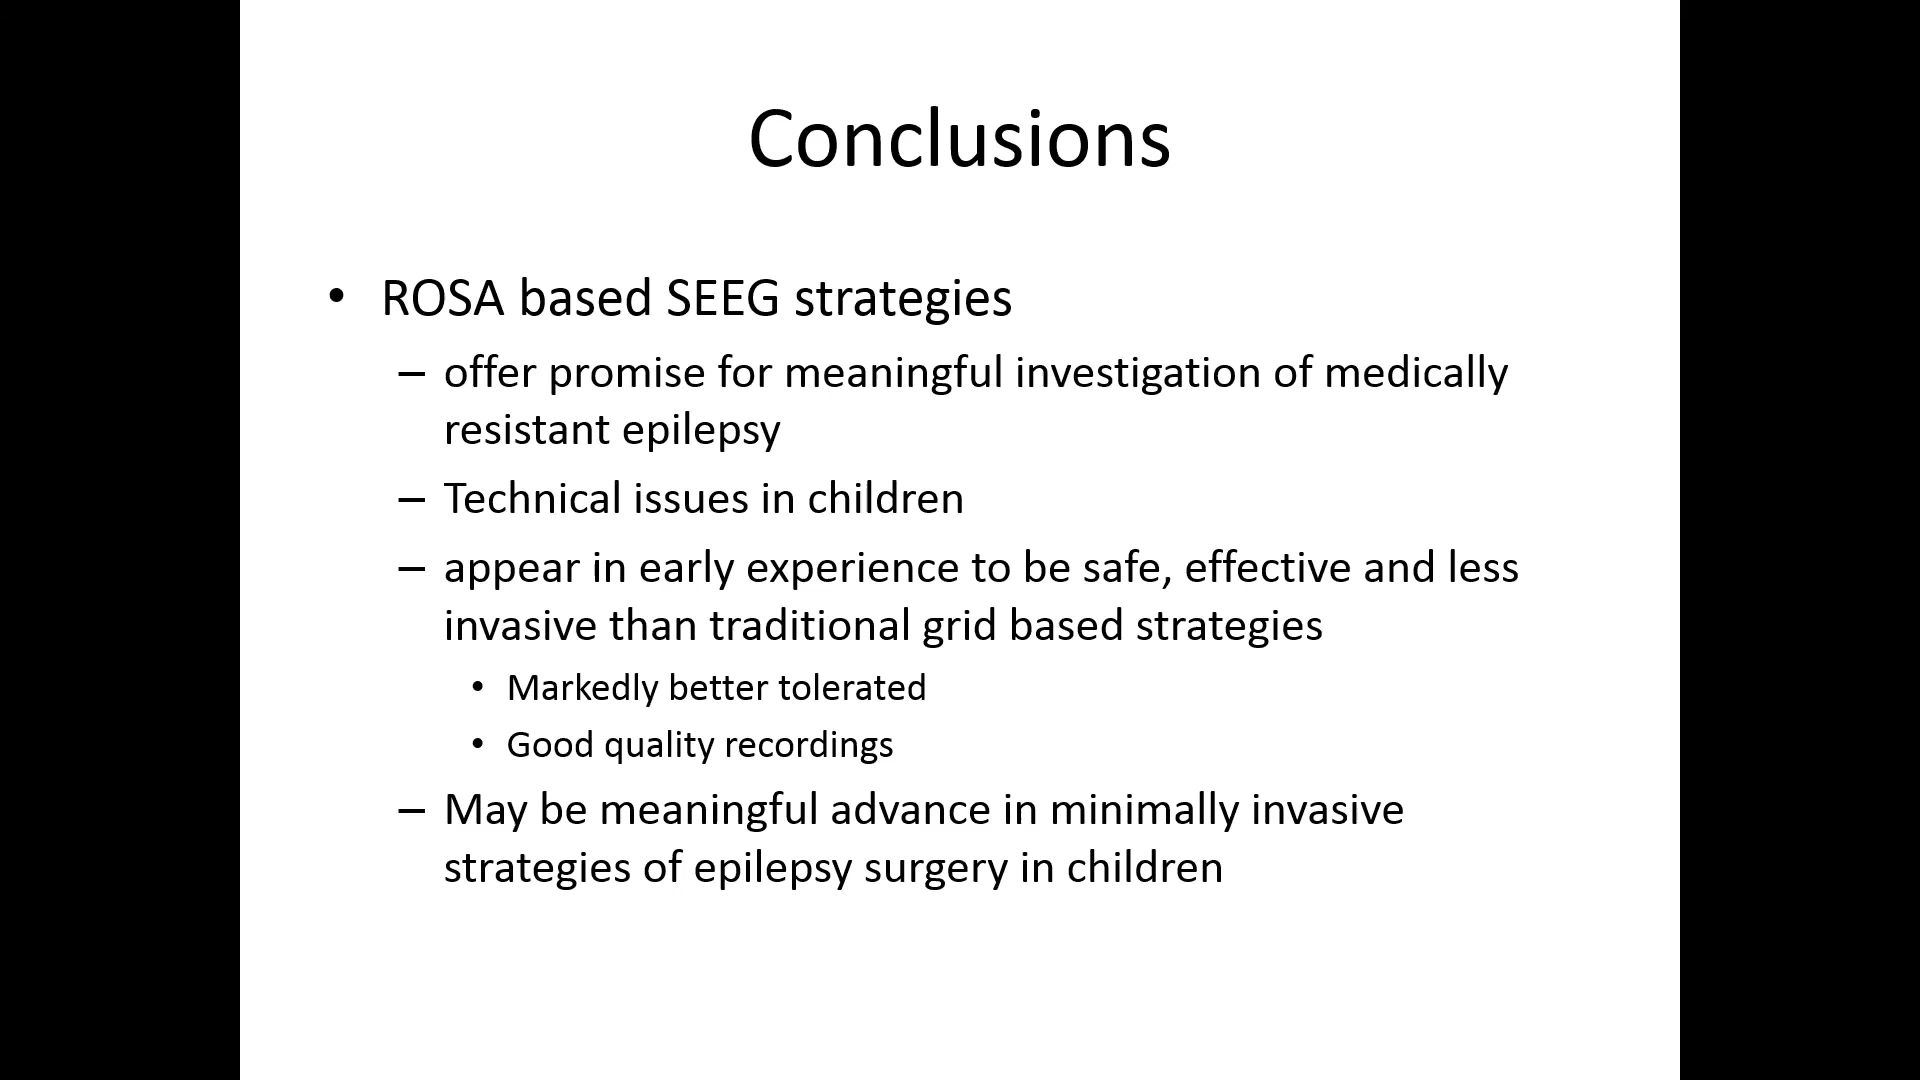 Conclusions
• ROSA based SEEG strategies
– offer promise for meaningful investigation of medically
resistant epilepsy
– Technical issues in children
– appear in early experience to be safe, effective and less
invasive than traditional grid based strategies
• Markedly better tolerated
• Good quality recordings
– May be meaningful advance in minimally invasive
strategies of epilepsy surgery in children